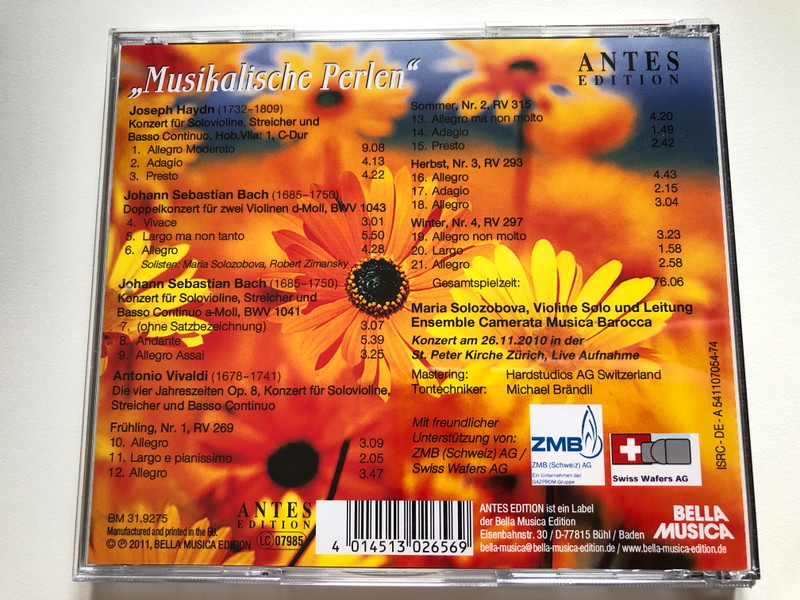 „Musikalische Perlen“
ANTES
EDITION
Joseph Haydn (1732-1809)
Konzert für Solovioline, Streicher und
Basso Continuo, Hob.VIIa: 1, C-Dur
1. Allegro Moderato 9.08
2. Adagio 4.13
3. Presto 4.22
Johann Sebastian Bach (1685-1750)
Doppelkonzert für zwei Violinen d-Moll, BWV 1043
4. Vivace 3.01
5. Largo ma non tanto 5.50
6. Allegro 4.28
Solisten: Maria Solozobova, Robert Zimansky
Johann Sebastian Bach (1685-1750)
Konzert für Solovioline, Streicher und
Basso Continuo a-Moll, BWV 1041
7. (ohne Satzbezeichnung) 3.07
8. Andante 5.39
9. Allegro Assai 3.25
Antonio Vivaldi (1678-1741)
Die vier Jahreszeiten Op. 8, Konzert für Solovioline,
Streicher und Basso Continuo
Frühling, Nr. 1, RV 269
10. Allegro 3.09
11. Largo e pianissimo 2.05
12. Allegro 3.47
Sommer, Nr. 2, RV 315
13. Allegro ma non molto 4.20
14. Adagio 1.49
15. Presto 2.42
Herbst, Nr. 3, RV 293
16. Allegro 4.43
17. Adagio 2.15
18. Allegro 3.04
Winter, Nr. 4, RV 297
19. Allegro non molto 3.23
20. Largo 1.58
21. Allegro 2.58
Gesamtspielzeit: 76.06
Maria Solozobova, Violine Solo und Leitung
Ensemble Camerata Musica Barocca
Konzert am 26.11.2010 in der
St. Peter Kirche Zürich, Live Aufnahme
Mastering: Hardstudios AG Switzerland
Tontechniker: Michael Brändli
Mit freundlicher
Unterstützung von:
ZMB (Schweiz) AG /
Swiss Wafers AG
ZMB
ZMB (Schweiz) AG
Ein Unternehmen der
GAZPROM Gruppe
Swiss Wafers AG
ISRC - DE - A 541107054-74
BM 31.9275
Manufactured and printed in the EU.
© ℗ 2011, BELLA MUSICA EDITION
ANTES
EDITION
LC 07985
4 014513 026569
ANTES EDITION ist ein Label
der Bella Musica Edition
Eisenbahnstr. 30 / D-77815 Bühl / Baden
bella-musica@bella-musica-edition.de / www.bella-musica-edition.de
BELLA
MUSICA